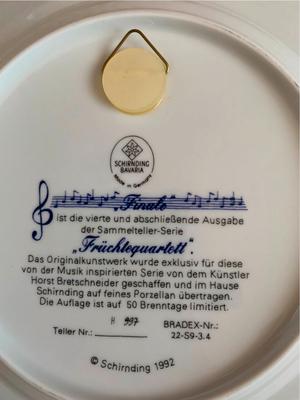 SCHIRNDING
BAVARIA
Made in Germany
„Finale“
ist die vierte und abschließende Ausgabe
der Sammelteller-Serie
„Früchtequartett“.
Das Originalkunstwerk wurde exklusiv für diese
von der Musik inspirierten Serie von dem Künstler
Horst Bretschneider geschaffen und im Hause
Schirnding auf feines Porzellan übertragen.
Die Auflage ist auf 50 Brenntage limitiert.
H 997
Teller Nr.: BRADEX-Nr.:
22-S9-3.4
© Schirnding 1992